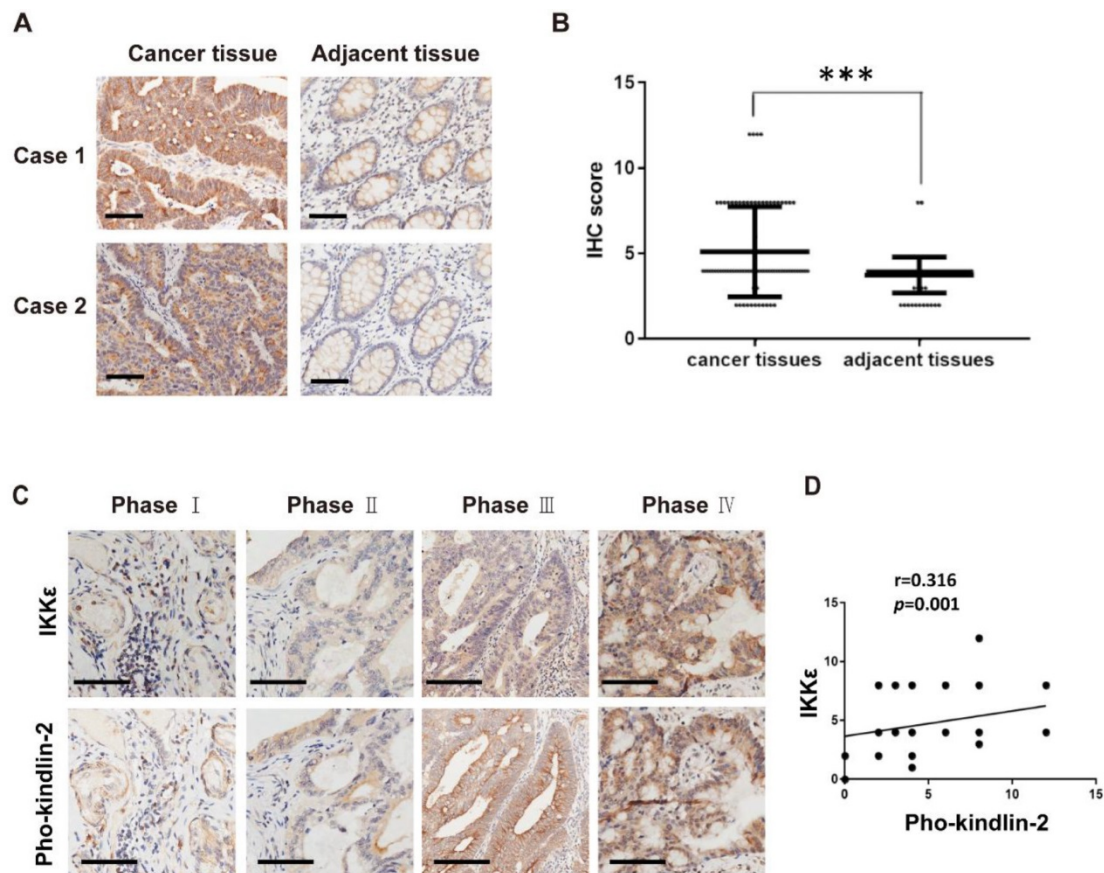 A
Cancer tissue Adjacent tissue
Case 1
Case 2
B
***
15
10
5
0
IHC score
cancer tissues adjacent tissues
C
Phase Ⅰ Phase Ⅱ Phase Ⅲ Phase Ⅳ
IKKε
Pho-kindlin-2
D
r=0.316
p=0.001
15
10
5
0
IKKε
0 5 10 15
Pho-kindlin-2